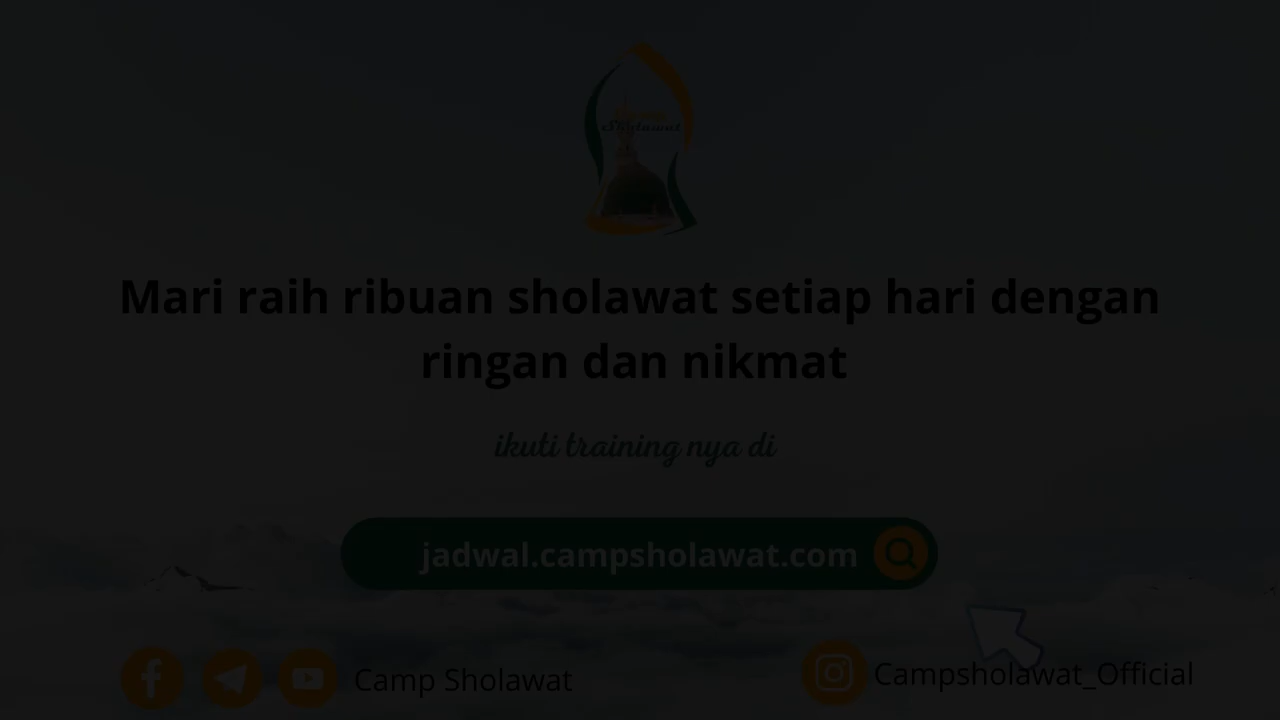 Sholawat
Mari raih ribuan sholawat setiap hari dengan
ringan dan nikmat
ikuti training nya di
jadwal.campsholawat.com
Camp Sholawat
Campsholawat_Official